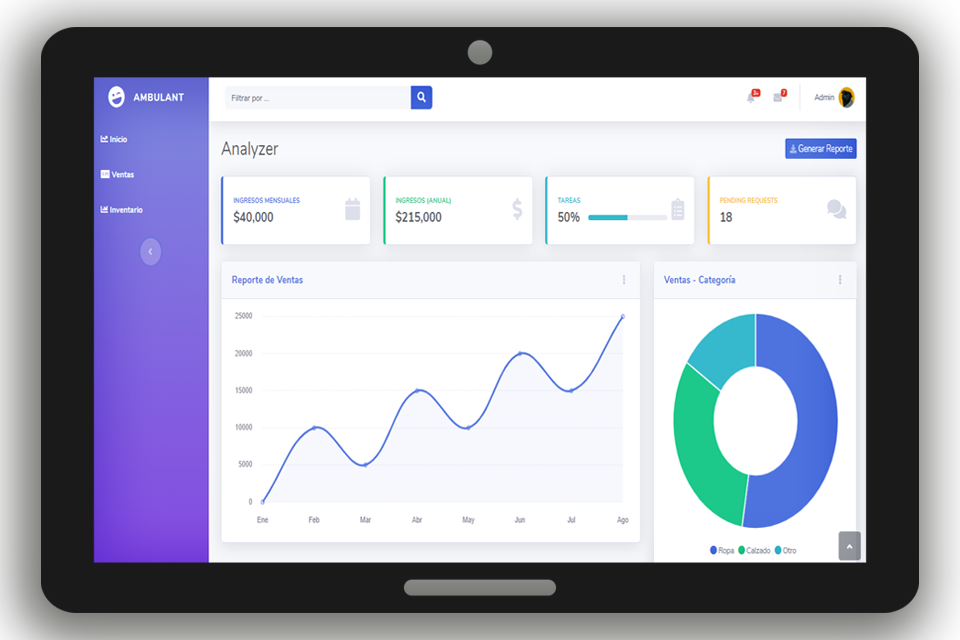 AMBULANT
Inicio
Ventas
Inventario
Filtrar por ...
3+
7
Admin
Analyzer
Generar Reporte
INGRESOS MENSUALES
$40,000
INGRESOS (ANUAL)
$215,000
TAREAS
50%
PENDING REQUESTS
18
Reporte de Ventas
25000
20000
15000
10000
5000
0
Ene Feb Mar Abr May Jun Jul Ago
Ventas - Categoría
Ropa Calzado Otro